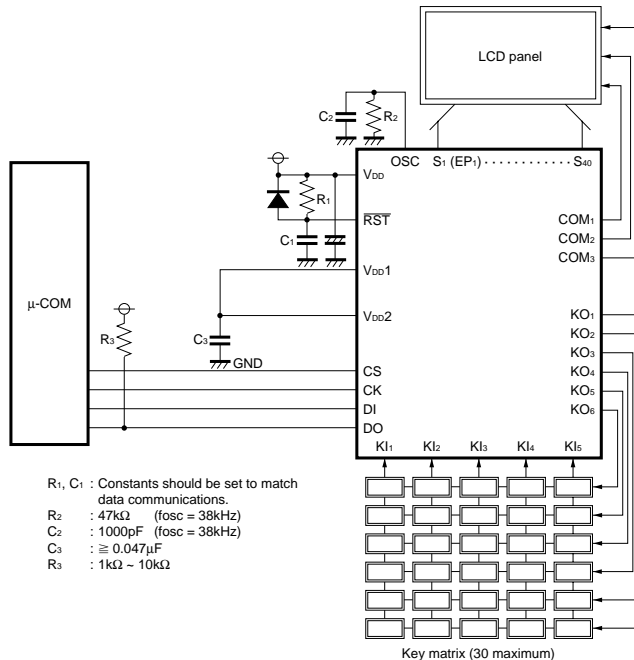 LCD panel
C2
R2
OSC S1 (EP1) · · · · · · · · · · · · · S40
VDD
R1
RST
C1
COM1
COM2
COM3
VDD1
μ-COM
VDD2
R3
C3
GND
KO1
KO2
KO3
KO4
KO5
KO6
CS
CK
DI
DO
KI1 KI2 KI3 KI4 KI5
R1, C1 : Constants should be set to match
data communications.
R2 : 47kΩ (fosc = 38kHz)
C2 : 1000pF (fosc = 38kHz)
C3 : ≧ 0.047μF
R3 : 1kΩ ~ 10kΩ
Key matrix (30 maximum)